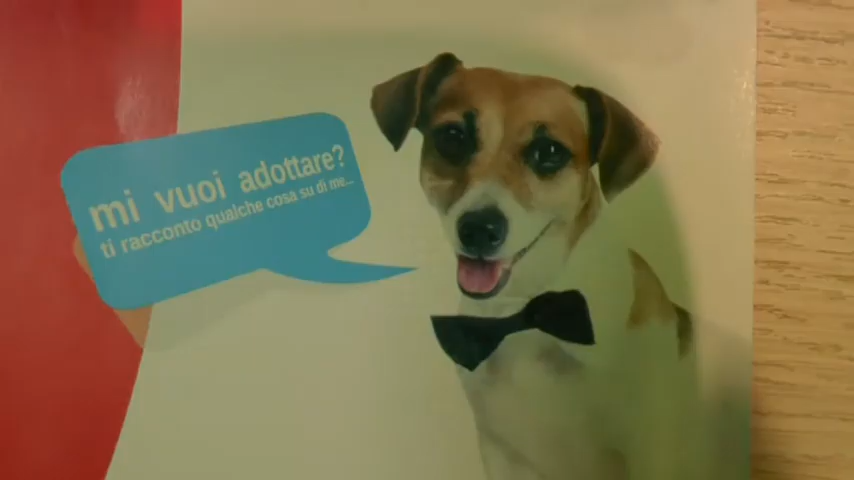 mi vuoi adottare?
ti racconto qualche cosa su di me...